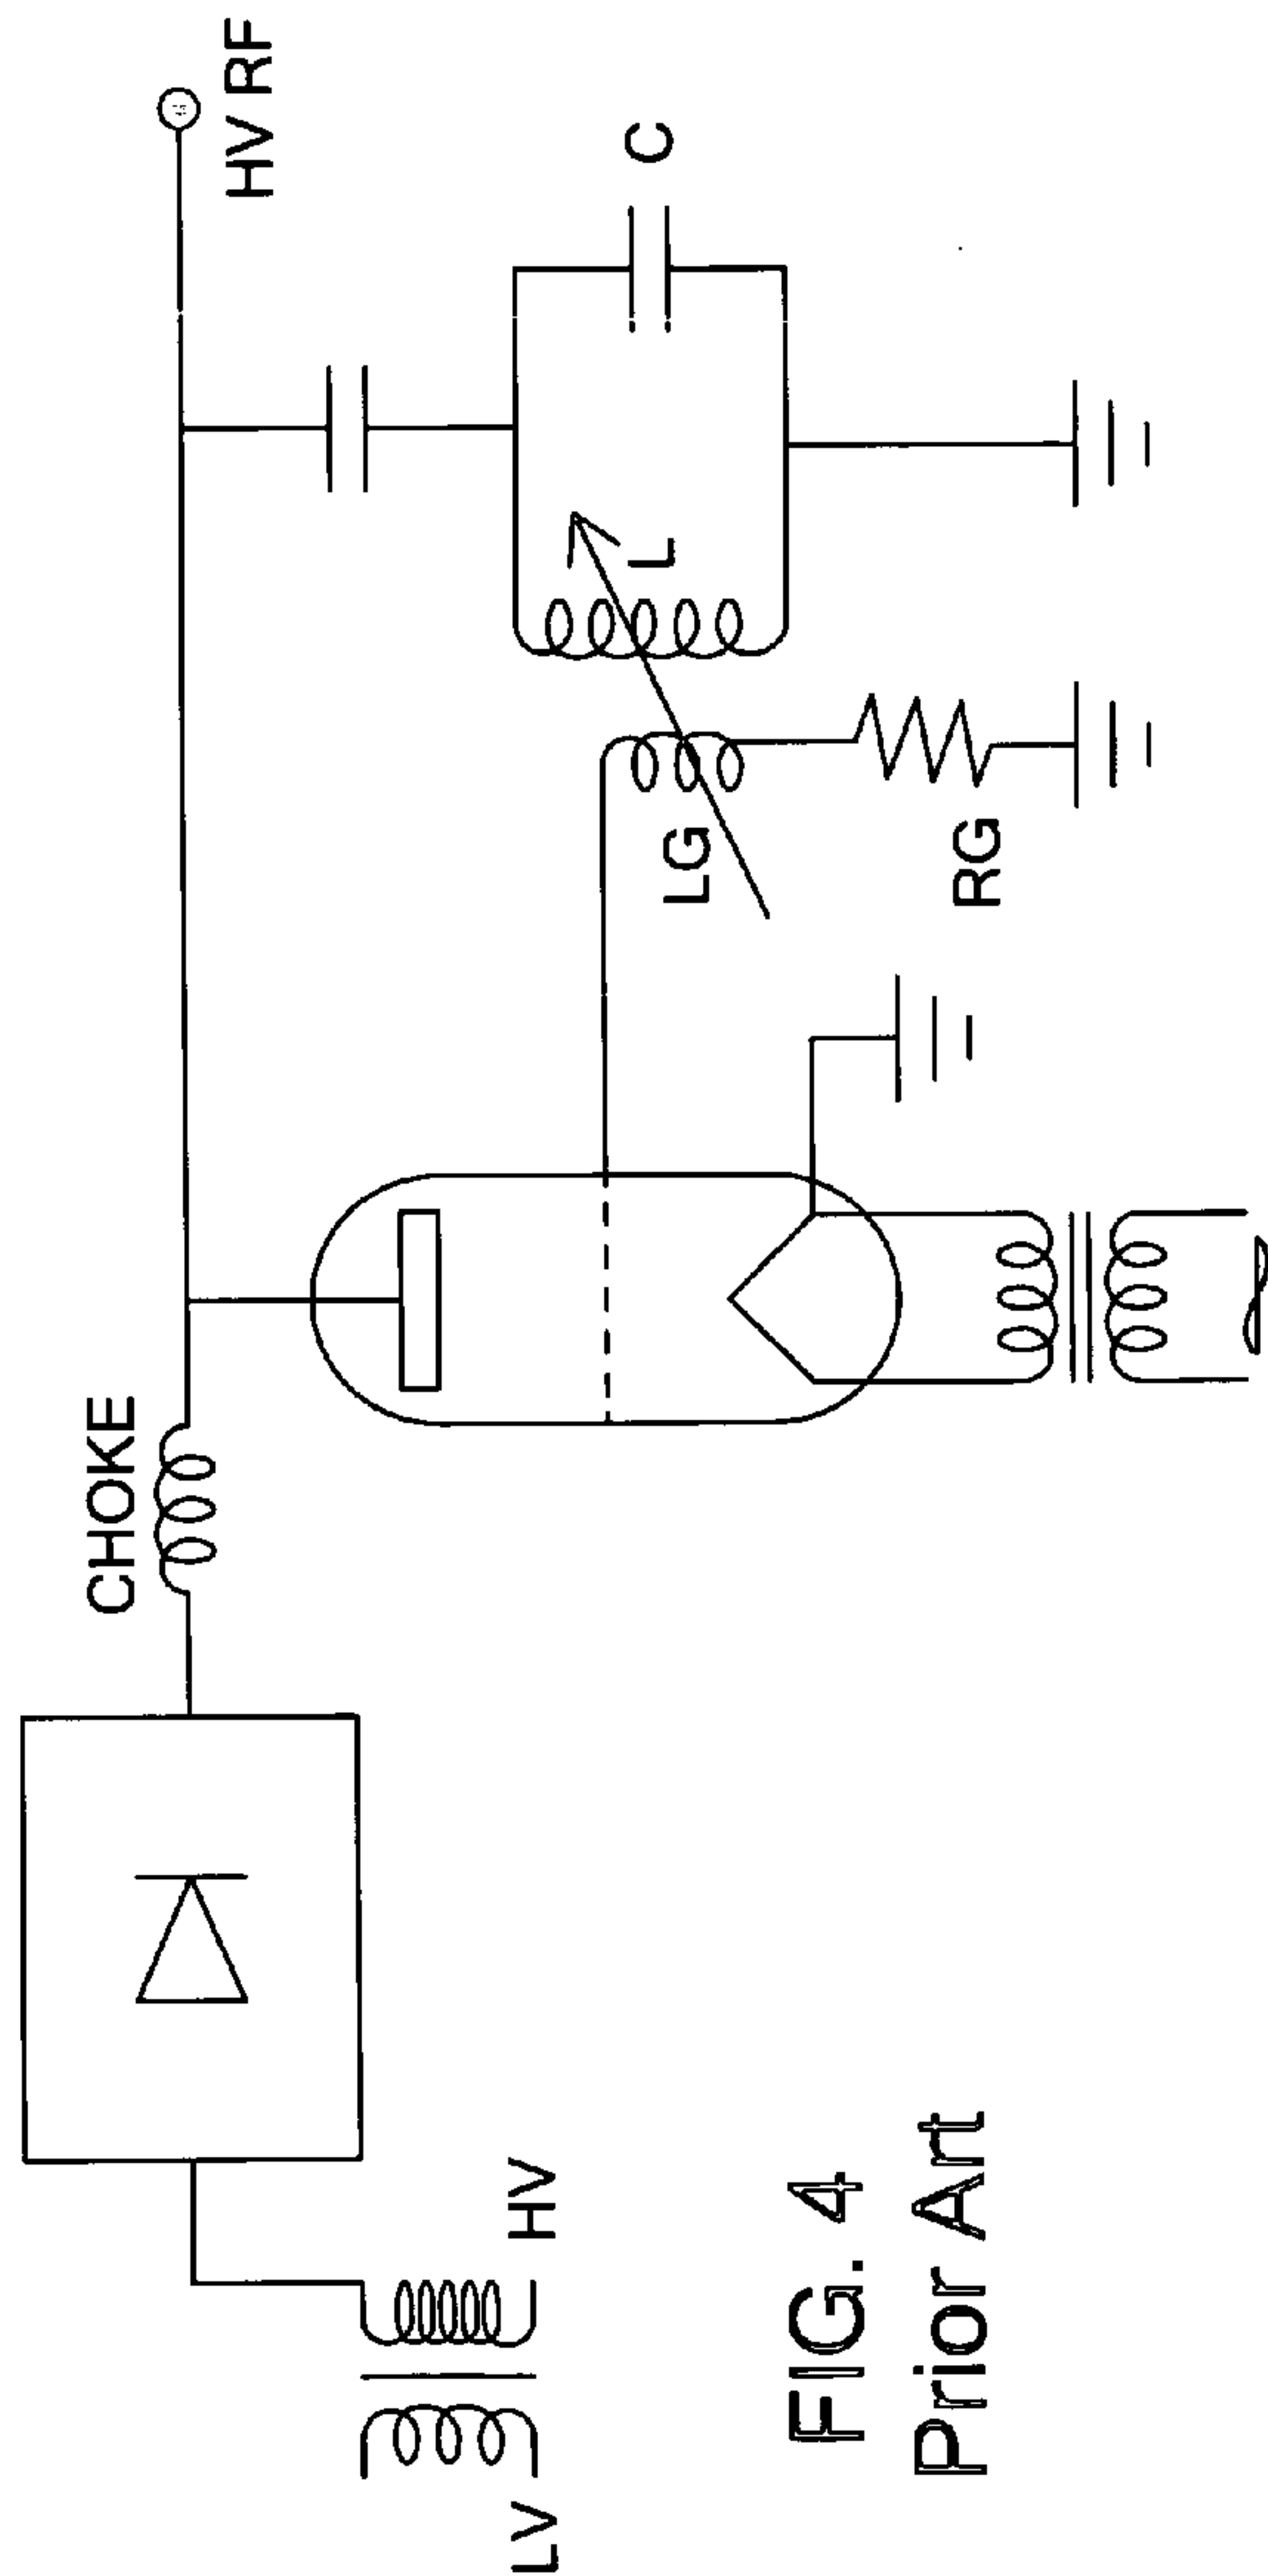 LV
HV
CHOKE
LG
RG
L
C
HV RF
FIG. 4
Prior Art